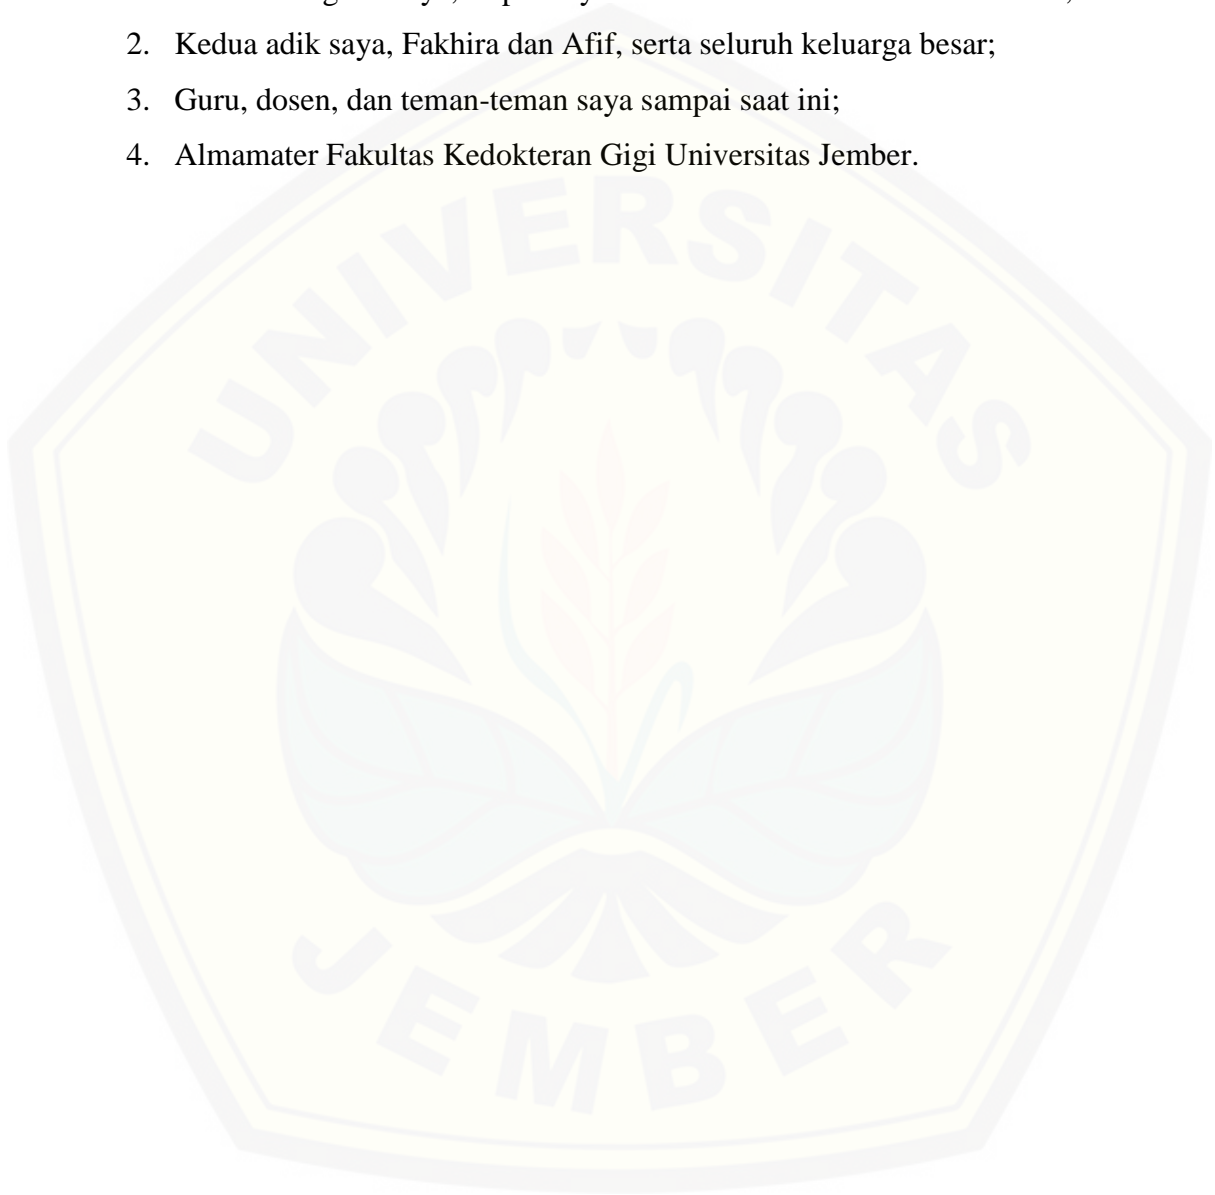 2. Kedua adik saya, Fakhira dan Afif, serta seluruh keluarga besar;
3. Guru, dosen, dan teman-teman saya sampai saat ini;
4. Almamater Fakultas Kedokteran Gigi Universitas Jember.
UNIVERSITAS
JEMBER